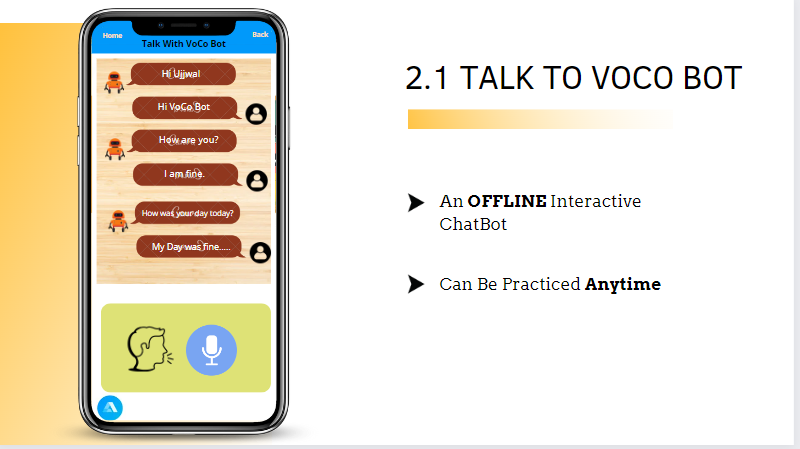 Home
Back
Talk With VoCo Bot
Hi Ujjwal
Hi VoCo Bot
How are you?
I am fine.
How was your day today?
My Day was fine.....
2.1 TALK TO VOCO BOT
An OFFLINE Interactive
ChatBot
Can Be Practiced Anytime